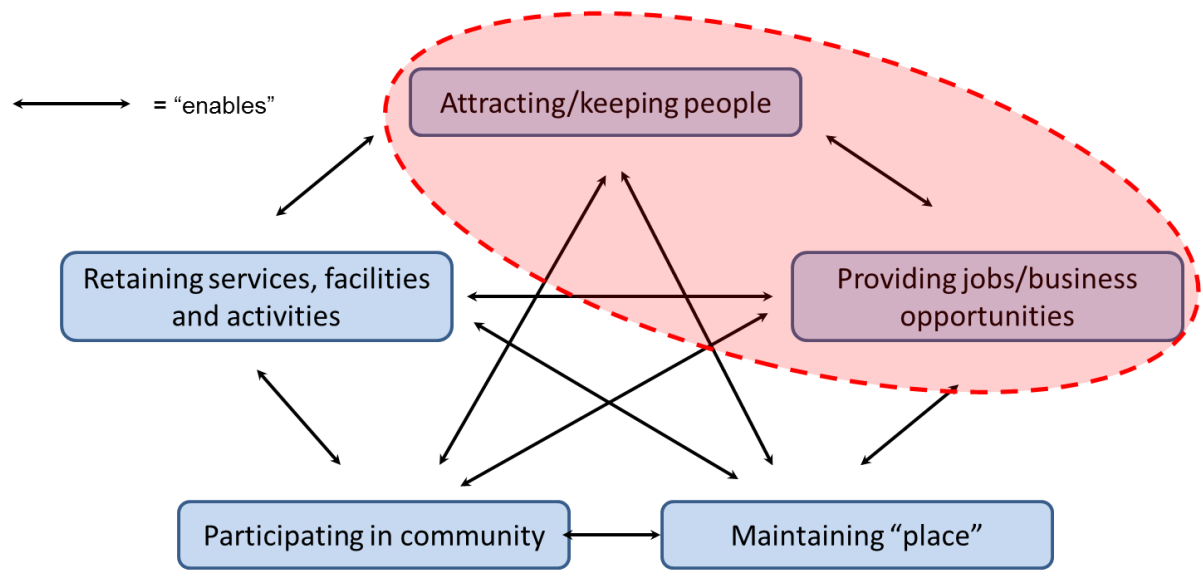 Attracting/keeping people
= “enables”
Retaining services, facilities
and activities
Providing jobs/business
opportunities
Participating in community
Maintaining “place”